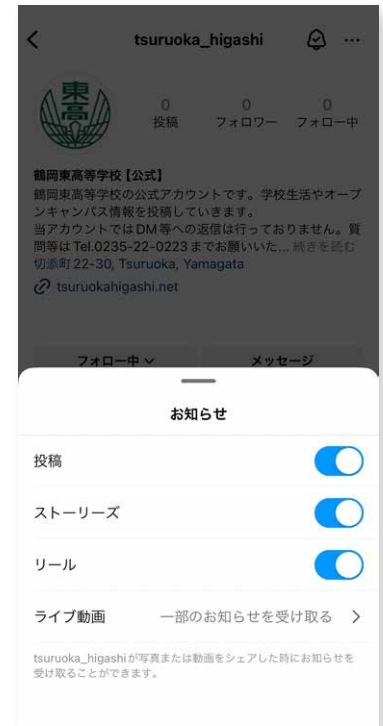 tsuruoka_higashi
東高
0 0 0
投稿 フォロワー フォロー中
鶴岡東高等学校【公式】
鶴岡東高等学校の公式アカウントです。学校生活やオープ
ンキャンパス情報を投稿していきます。
当アカウントではDM等への返信は行っておりません。質
問等はTel.0235-22-0223までお願いいた... 続きを読む
切添町22-30, Tsuruoka, Yamagata
tsuruokahigashi.net
フォロー中 メッセージ
お知らせ
投稿
ストーリーズ
リール
ライブ動画 一部のお知らせを受け取る
tsuruoka_higashiが写真または動画をシェアした時にお知らせを
受け取ることができます。